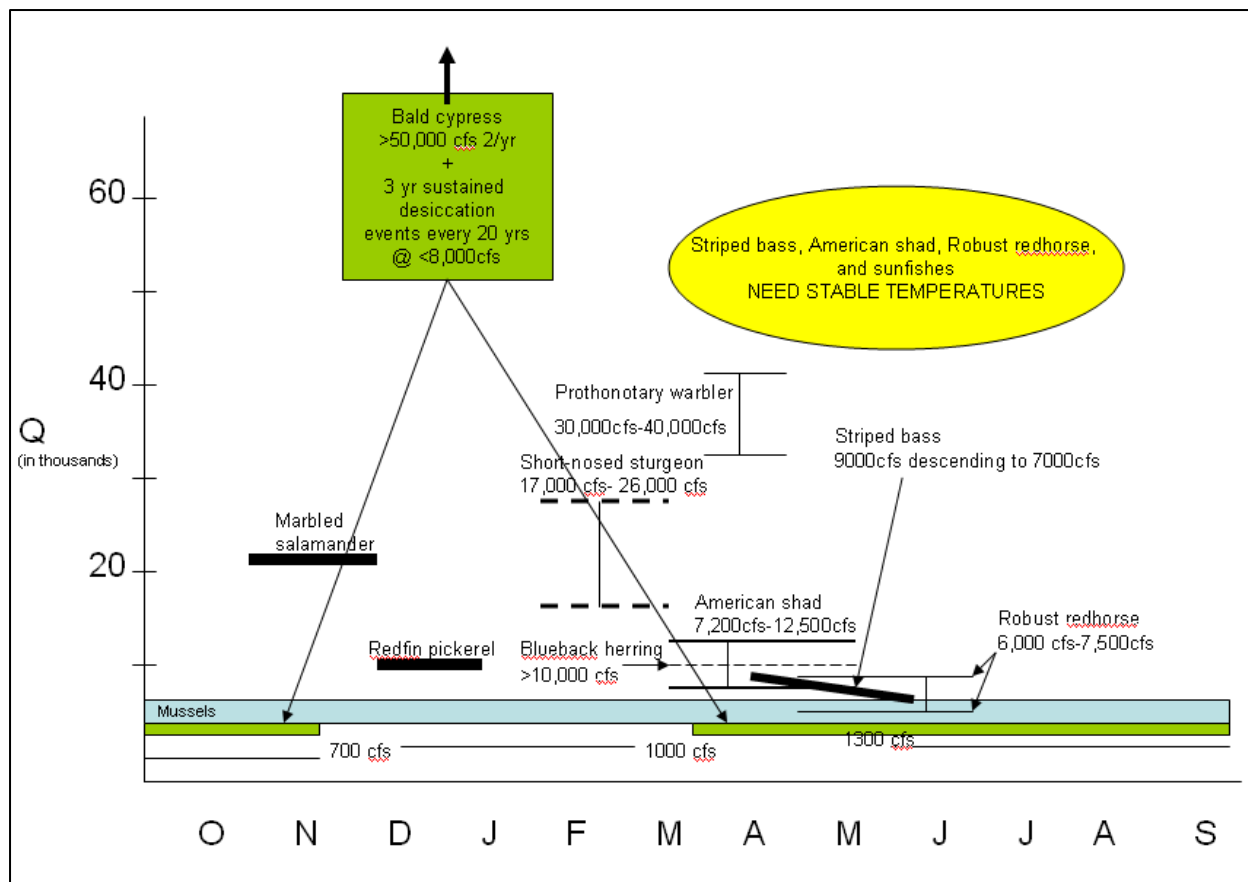 Bald cypress
>50,000 cfs 2/yr
+
3 yr sustained
desiccation
events every 20 yrs
@ <8,000cfs
60
Striped bass, American shad, Robust redhorse,
and sunfishes
NEED STABLE TEMPERATURES
40
Prothonotary warbler
30,000cfs-40,000cfs
Q
(in thousands)
Striped bass
9000cfs descending to 7000cfs
Short-nosed sturgeon
17,000 cfs- 26,000 cfs
Marbled
salamander
20
American shad
7,200cfs-12,500cfs
Robust redhorse
6,000 cfs-7,500cfs
Redfin pickerel
Blueback herring
>10,000 cfs
Mussels
700 cfs
1000 cfs
1300 cfs
O N D J F M A M J J A S